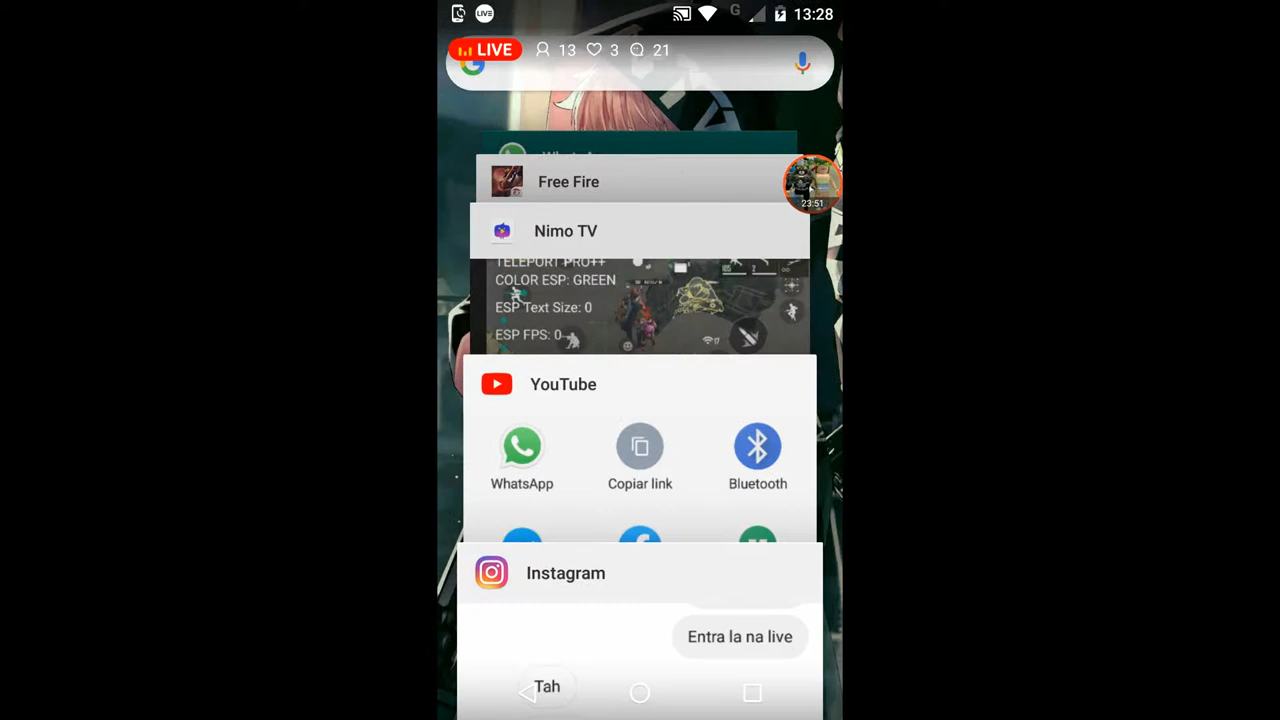 LIVE G 13:28
LIVE 13 3 21
Free Fire
23:51
Nimo TV
TELEPORT PRO++
COLOR ESP: GREEN
ESP Text Size: 0
ESP FPS: 0
YouTube
WhatsApp Copiar link Bluetooth
Instagram
Entra la na live
Tah